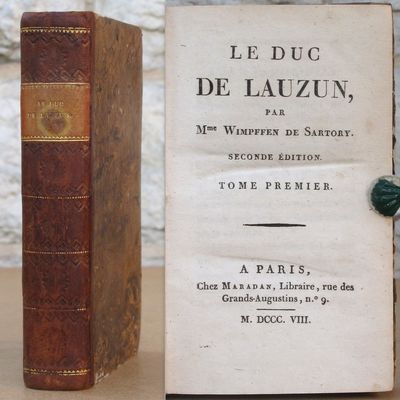 LE DUC
DE LAUZUN.
LE DUC
DE LAUZUN,
PAR
Mme WIMPFFEN DE SARTORY.
SECONDE ÉDITION.
TOME PREMIER.
A PARIS,
Chez MARADAN, Libraire, rue des
Grands-Augustins, n.º 9.
M. DCCC. VIII.